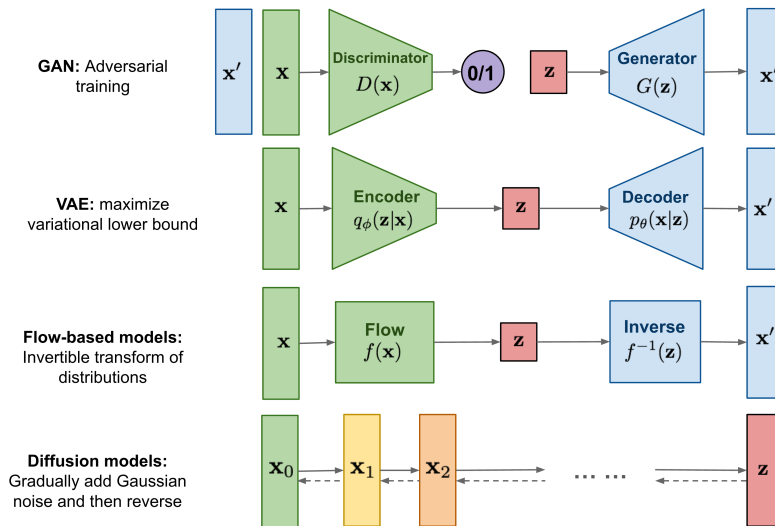 GAN: Adversarial
training
x′
x
Discriminator
D(x)
0/1
z
Generator
G(z)
x′
VAE: maximize
variational lower bound
x
Encoder
qϕ(z|x)
z
Decoder
pθ(x|z)
x′
Flow-based models:
Invertible transform of
distributions
x
Flow
f(x)
z
Inverse
f⁻¹(z)
x′
Diffusion models:
Gradually add Gaussian
noise and then reverse
x₀
x₁
x₂
... ...
z